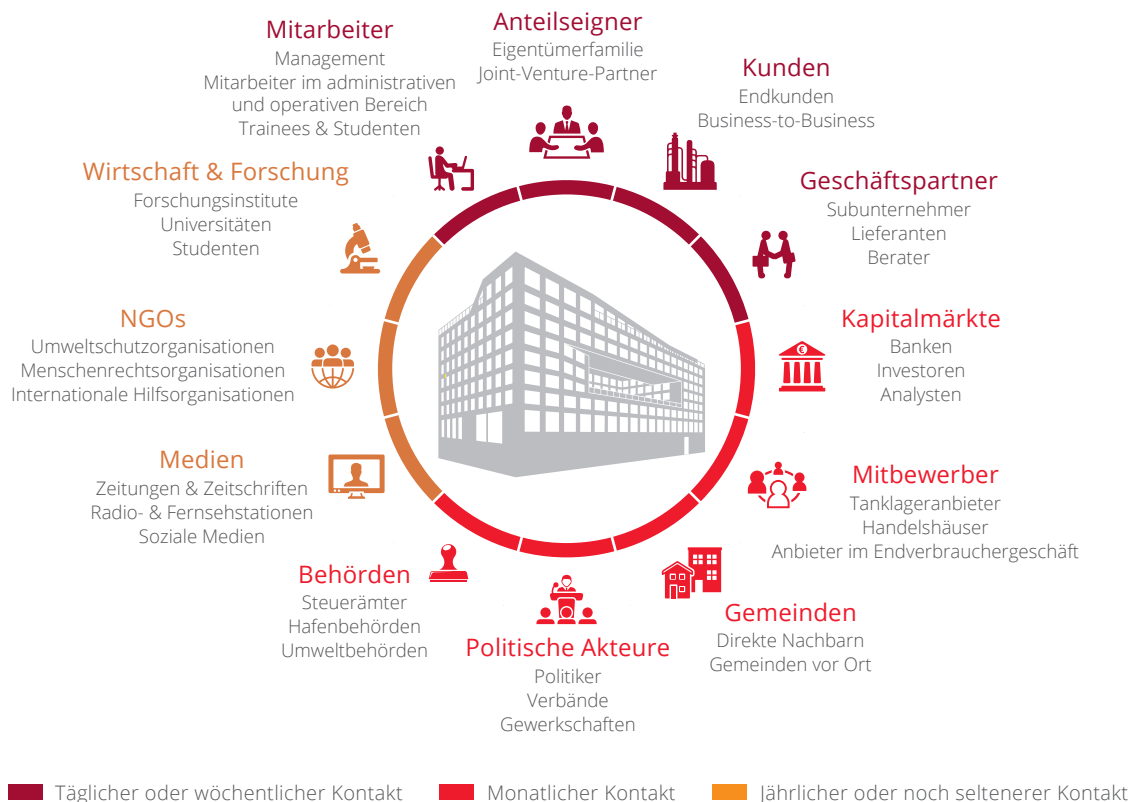 Anteilseigner
Eigentümerfamilie
Joint-Venture-Partner
Kunden
Endkunden
Business-to-Business
Geschäftspartner
Subunternehmer
Lieferanten
Berater
Kapitalmärkte
Banken
Investoren
Analysten
Mitbewerber
Tanklageranbieter
Handelshäuser
Anbieter im Endverbrauchergeschäft
Gemeinden
Direkte Nachbarn
Gemeinden vor Ort
Politische Akteure
Politiker
Verbände
Gewerkschaften
Behörden
Steuerämter
Hafenbehörden
Umweltbehörden
Medien
Zeitungen & Zeitschriften
Radio- & Fernsehstationen
Soziale Medien
NGOs
Umweltschutzorganisationen
Menschenrechtsorganisationen
Internationale Hilfsorganisationen
Wirtschaft & Forschung
Forschungsinstitute
Universitäten
Studenten
Mitarbeiter
Management
Mitarbeiter im administrativen
und operativen Bereich
Trainees & Studenten
€
Täglicher oder wöchentlicher Kontakt
Monatlicher Kontakt
Jährlicher oder noch seltenerer Kontakt